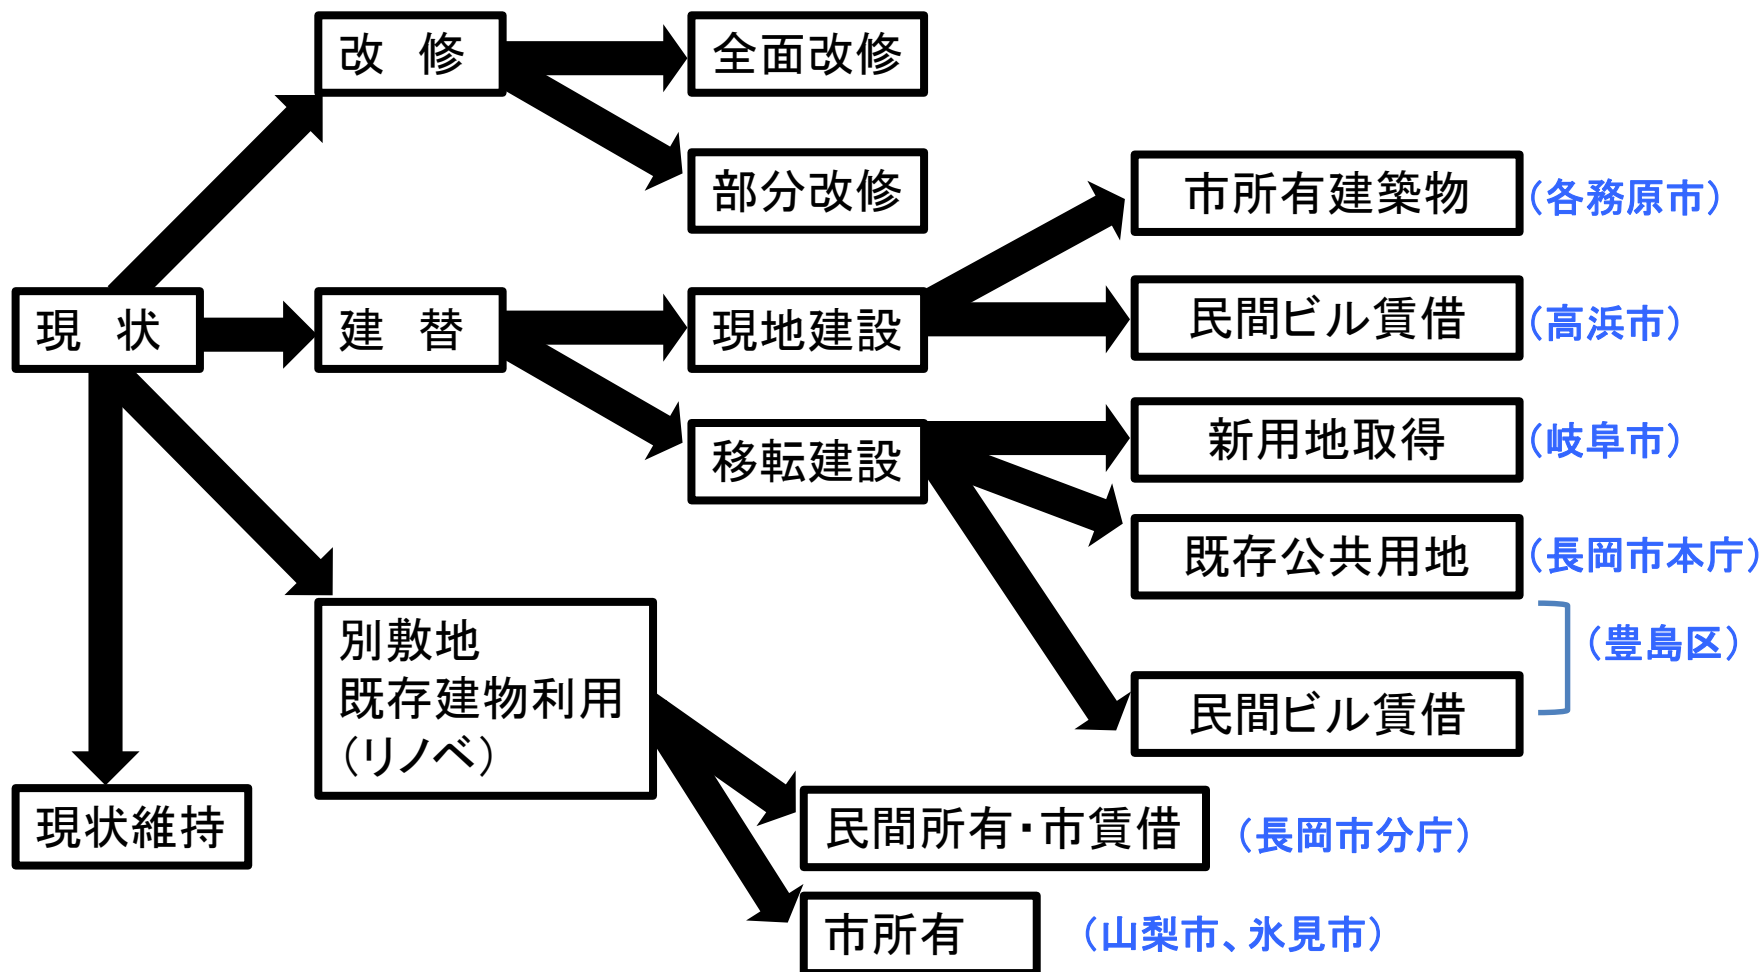 改　修
全面改修
部分改修
市所有建築物
（各務原市）
現　状
建　替
現地建設
民間ビル賃借
（高浜市）
移転建設
新用地取得
（岐阜市）
既存公共用地
（長岡市本庁）
（豊島区）
別敷地
既存建物利用
（リノベ）
民間ビル賃借
現状維持
民間所有・市賃借
（長岡市分庁）
市所有
（山梨市、氷見市）